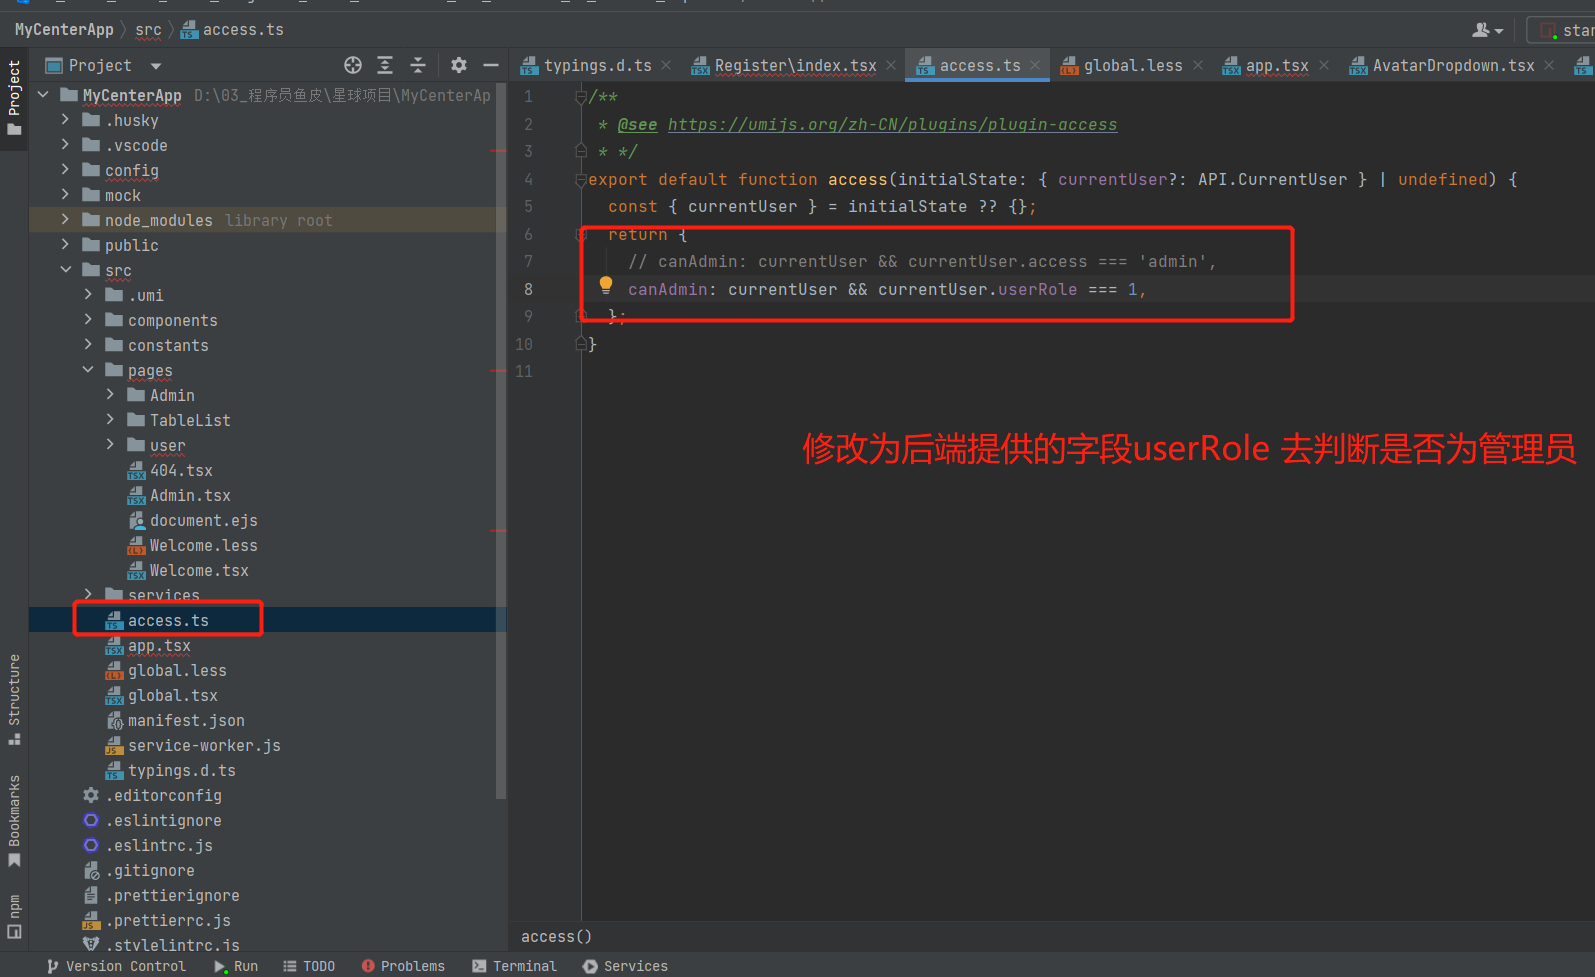 MyCenterApp src access.ts
star
Project
typings.d.ts Register\index.tsx access.ts global.less app.tsx AvatarDropdown.tsx
Project
MyCenterApp D:\03_程序员鱼皮\星球项目\MyCenterAp
.husky
.vscode
config
mock
node_modules library root
public
src
.umi
components
constants
pages
Admin
TableList
user
404.tsx
Admin.tsx
document.ejs
Welcome.less
Welcome.tsx
services
access.ts
app.tsx
global.less
global.tsx
manifest.json
service-worker.js
typings.d.ts
.editorconfig
.eslintignore
.eslintrc.js
.gitignore
.prettierignore
.prettierrc.js
.stylelintrc.js
Structure
Bookmarks
npm
1 /**
2 * @see https://umijs.org/zh-CN/plugins/plugin-access
3 * */
4 export default function access(initialState: { currentUser?: API.CurrentUser } | undefined) {
5 const { currentUser } = initialState ?? {};
6 return {
7 // canAdmin: currentUser && currentUser.access === 'admin',
8 canAdmin: currentUser && currentUser.userRole === 1,
9 };
10 }
11
修改为后端提供的字段userRole 去判断是否为管理员
access()
Version Control Run TODO Problems Terminal Services